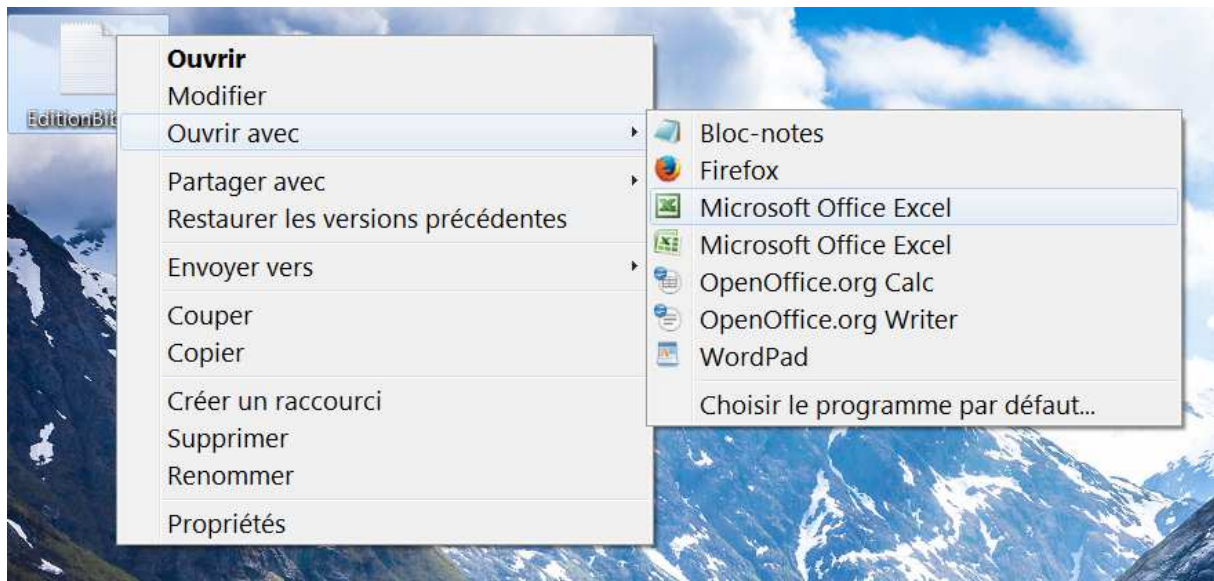 Ouvrir
Modifier
Ouvrir avec
Partager avec
Restaurer les versions précédentes
Envoyer vers
Couper
Copier
Créer un raccourci
Supprimer
Renommer
Propriétés
Bloc-notes
Firefox
Microsoft Office Excel
Microsoft Office Excel
OpenOffice.org Calc
OpenOffice.org Writer
WordPad
Choisir le programme par défaut...